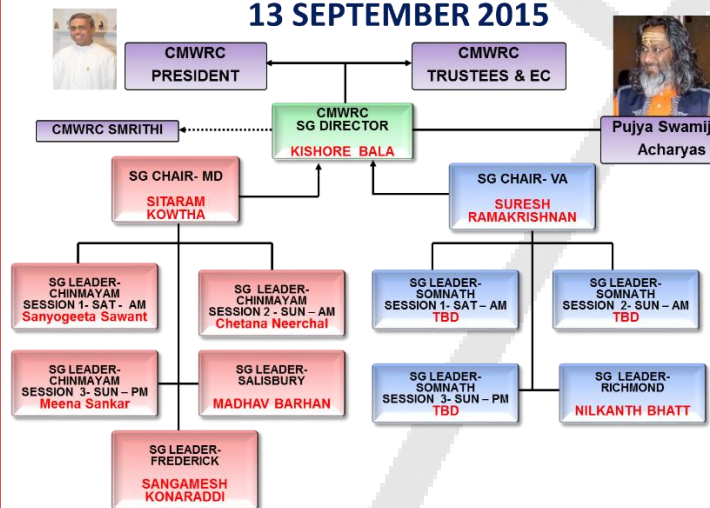 13 SEPTEMBER 2015
CMWRC
PRESIDENT
CMWRC
TRUSTEES & EC
CMWRC SMRITHI
CMWRC
SG DIRECTOR
KISHORE BALA
Pujya Swamij
Acharyas
SG CHAIR- MD
SITARAM
KOWTHA
SG CHAIR- VA
SURESH
RAMAKRISHNAN
SG LEADER-
CHINMAYAM
SESSION 1- SAT - AM
Sanyogeeta Sawant
SG LEADER-
CHINMAYAM
SESSION 2 - SUN – AM
Chetana Neerchal
SG LEADER-
SOMNATH
SESSION 1- SAT – AM
TBD
SG LEADER-
SOMNATH
SESSION 2- SUN – AM
TBD
SG LEADER-
CHINMAYAM
SESSION 3- SUN – PM
Meena Sankar
SG LEADER-
SALISBURY
MADHAV BARHAN
SG LEADER-
SOMNATH
SESSION 3- SUN – PM
TBD
SG LEADER-
RICHMOND
NILKANTH BHATT
SG LEADER-
FREDERICK
SANGAMESH
KONARADDI